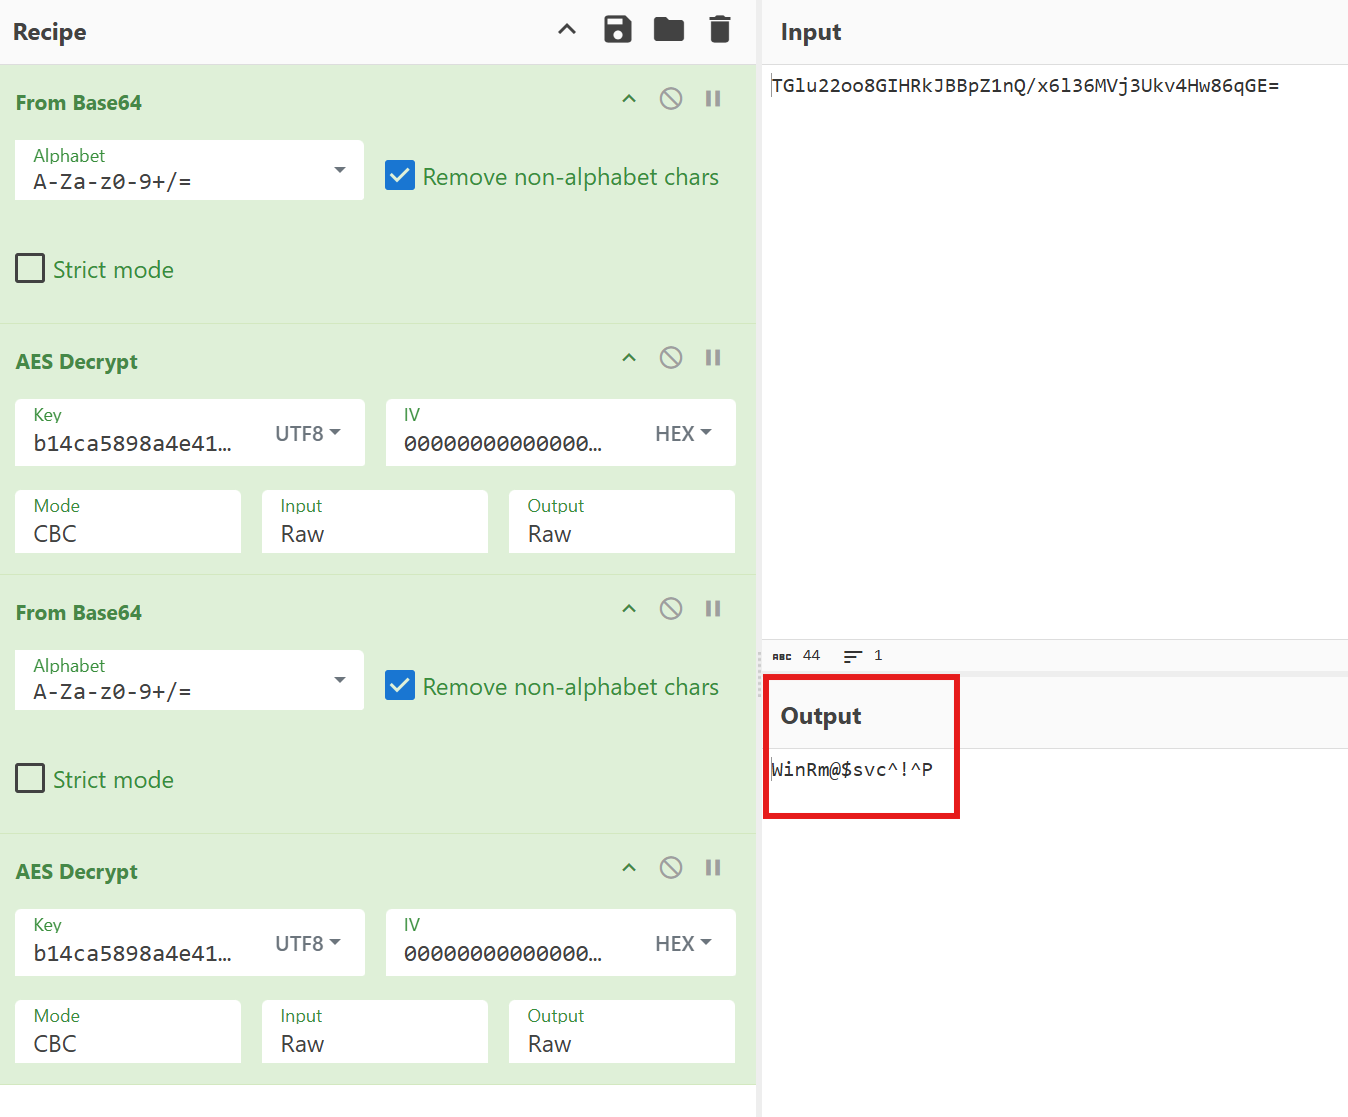 Recipe
From Base64
Alphabet
A-Za-z0-9+/=
Remove non-alphabet chars
Strict mode
AES Decrypt
Key
b14ca5898a4e41… UTF8
IV
00000000000000… HEX
Mode
CBC
Input
Raw
Output
Raw
From Base64
Alphabet
A-Za-z0-9+/=
Remove non-alphabet chars
Strict mode
AES Decrypt
Key
b14ca5898a4e41… UTF8
IV
00000000000000… HEX
Mode
CBC
Input
Raw
Output
Raw
Input
TGlu22oo8GIHRkJBBpZ1nQ/x6l36MVj3Ukv4Hw86qGE=
ABC 44 1
Output
WinRm@$svc^!^P